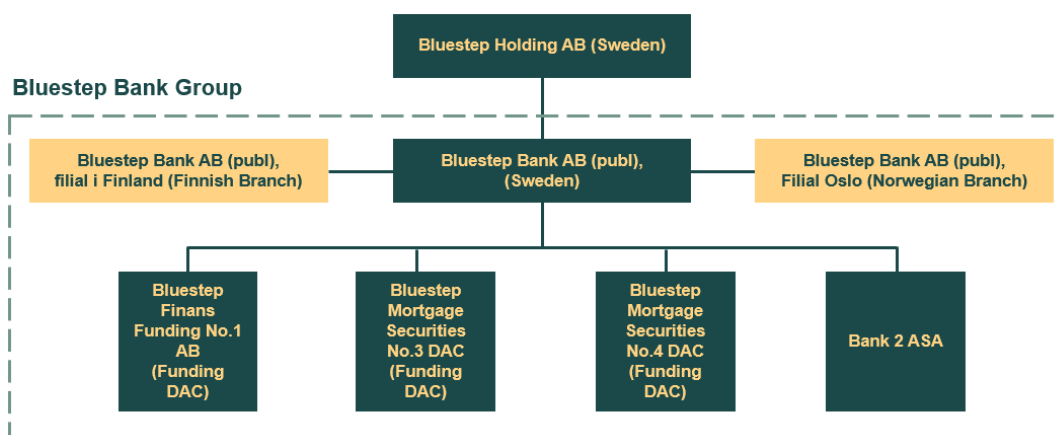 Bluestep Holding AB (Sweden)
Bluestep Bank Group
Bluestep Bank AB (publ),
filial i Finland (Finnish Branch)
Bluestep Bank AB (publ),
(Sweden)
Bluestep Bank AB (publ),
Filial Oslo (Norwegian Branch)
Bluestep
Finans
Funding No.1
AB
(Funding
DAC)
Bluestep
Mortgage
Securities
No.3 DAC
(Funding
DAC)
Bluestep
Mortgage
Securities
No.4 DAC
(Funding
DAC)
Bank 2 ASA